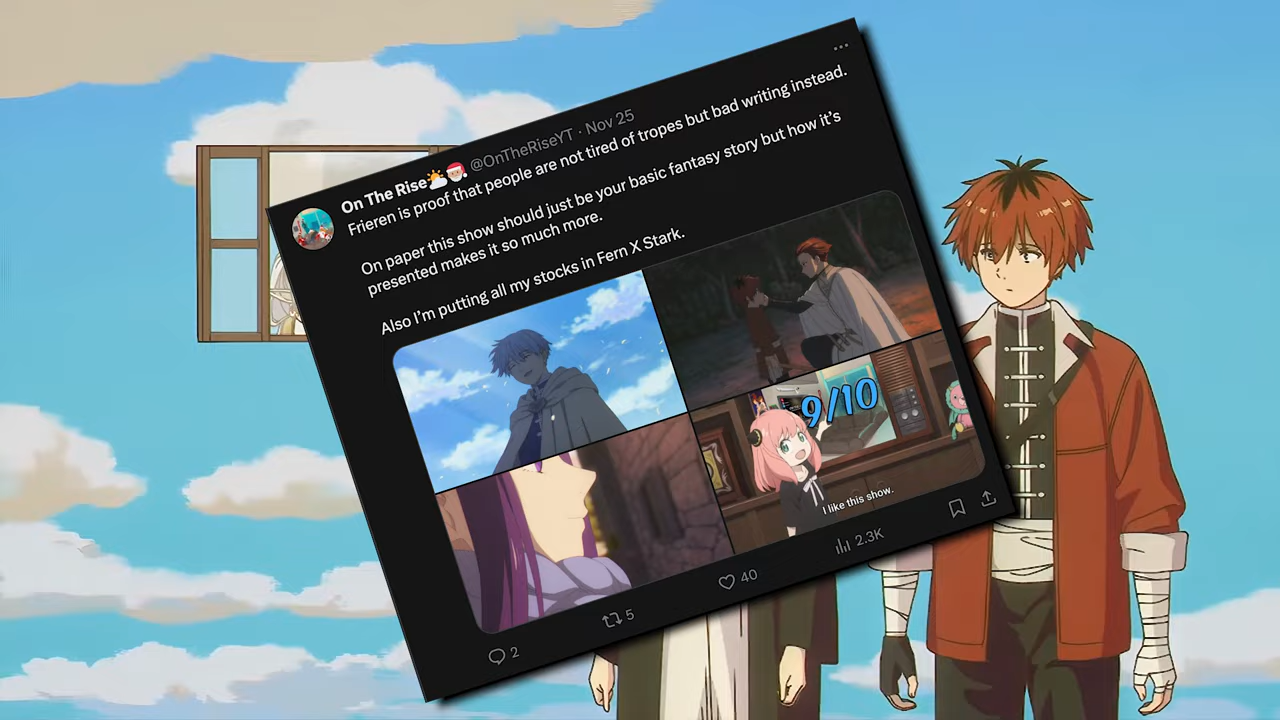 On The Rise⛅🎅🏻 @OnTheRiseYT · Nov 25 ...
Frieren is proof that people are not tired of tropes but bad writing instead.
On paper this show should just be your basic fantasy story but how it's
presented makes it so much more.
Also I'm putting all my stocks in Fern X Stark.
9/10
I like this show.
2 5 40 2.3K